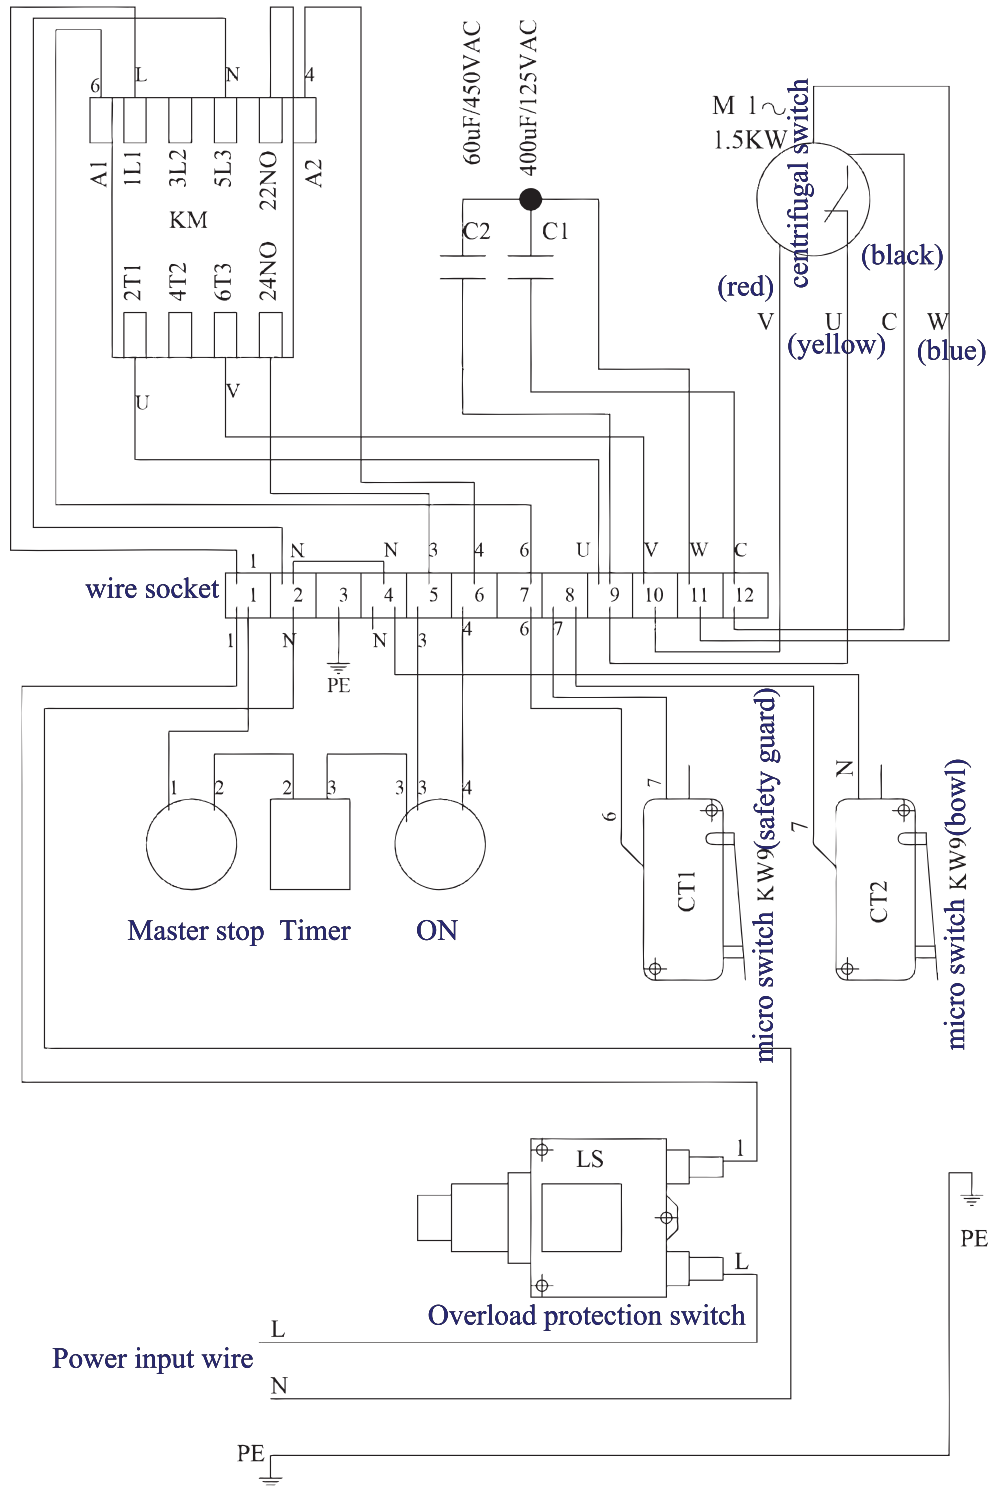 60uF/450VAC
400uF/125VAC
6
L
N
4
A1
1L1
3L2
5L3
22NO
A2
KM
2T1
4T2
6T3
24NO
U
V
C2
C1
M 1~
1.5KW
centrifugal switch
(black)
(red)
V
U
C
W
(yellow)
(blue)
1
N
N
3
4
6
U
V
W
C
wire socket
1
2
3
4
5
6
7
8
9
10
11
12
1
N
N
3
4
6
7
PE
1
2
2
3
3
3
4
6
7
7
N
Master stop
Timer
ON
CT1
CT2
micro switch KW9(safety guard)
micro switch KW9(bowl)
LS
1
L
Overload protection switch
PE
L
Power input wire
N
PE